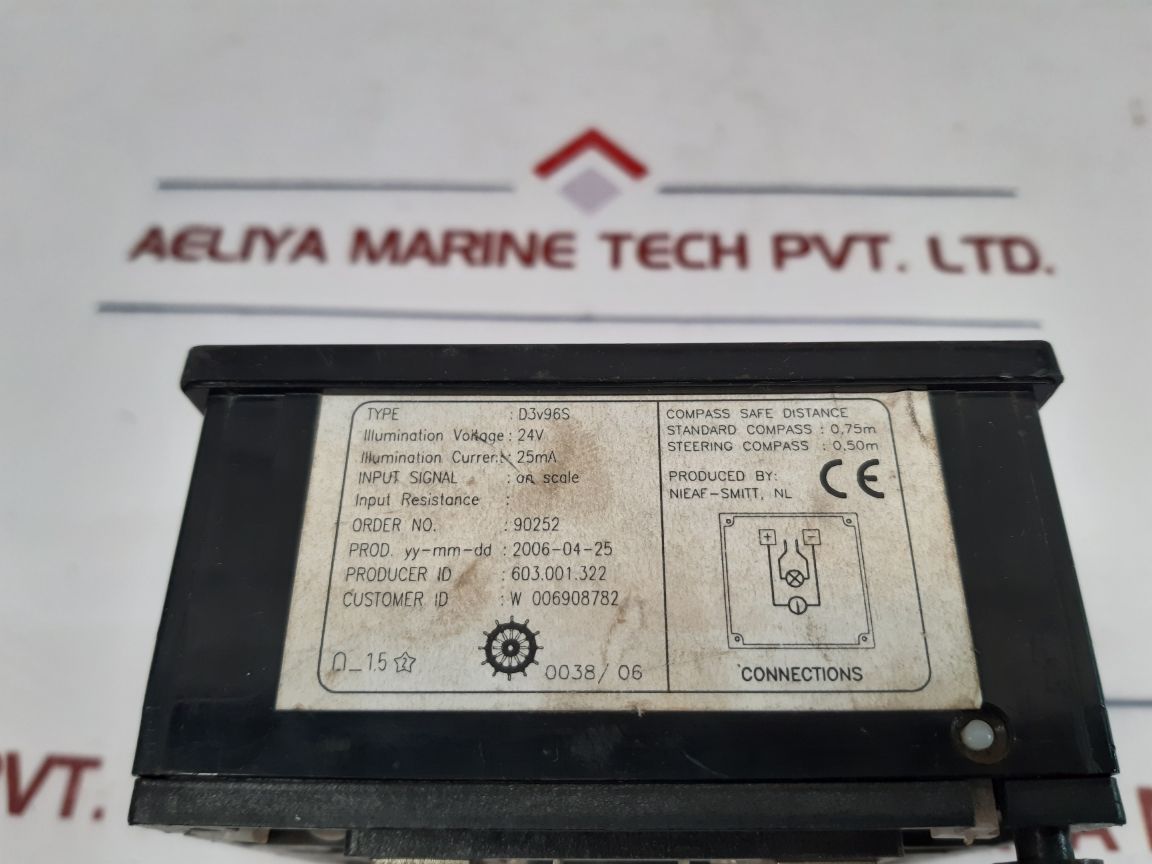 AELIYA MARINE TECH PVT. LTD.
TYPE : D3v96S
Illumination Voltage : 24V
Illumination Current : 25mA
INPUT SIGNAL : on scale
Input Resistance :
ORDER NO. : 90252
PROD. yy-mm-dd : 2006-04-25
PRODUCER ID : 603.001.322
CUSTOMER ID : W 006908782
1.5 2
0038/ 06
COMPASS SAFE DISTANCE
STANDARD COMPASS : 0,75m
STEERING COMPASS : 0,50m
PRODUCED BY:
NIEAF-SMITT, NL
CE
+ -
CONNECTIONS
PVT.